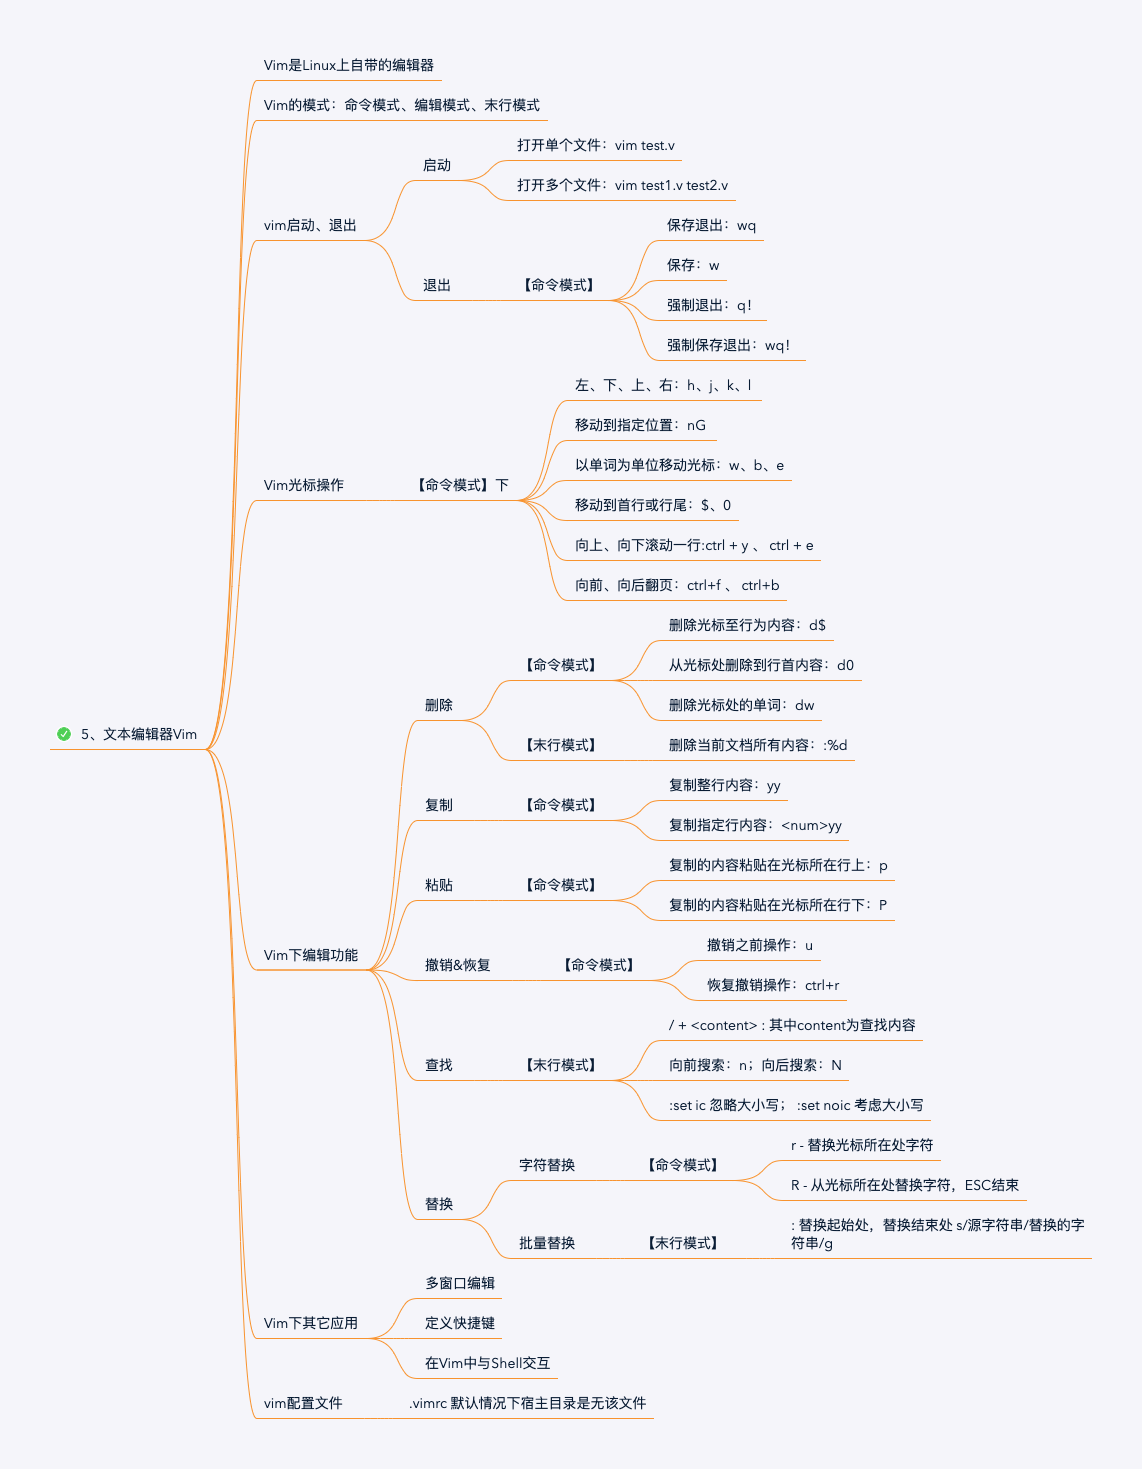 5、文本编辑器Vim
Vim是Linux上自带的编辑器
Vim的模式：命令模式、编辑模式、末行模式
vim启动、退出
启动
打开单个文件：vim test.v
打开多个文件：vim test1.v test2.v
退出
【命令模式】
保存退出：wq
保存：w
强制退出：q！
强制保存退出：wq！
Vim光标操作
【命令模式】下
左、下、上、右：h、j、k、l
移动到指定位置：nG
以单词为单位移动光标：w、b、e
移动到首行或行尾：$、0
向上、向下滚动一行:ctrl + y 、 ctrl + e
向前、向后翻页：ctrl+f 、 ctrl+b
Vim下编辑功能
删除
【命令模式】
删除光标至行为内容：d$
从光标处删除到行首内容：d0
删除光标处的单词：dw
【末行模式】
删除当前文档所有内容：:%d
复制
【命令模式】
复制整行内容：yy
复制指定行内容：<num>yy
粘贴
【命令模式】
复制的内容粘贴在光标所在行上：p
复制的内容粘贴在光标所在行下：P
撤销&恢复
【命令模式】
撤销之前操作：u
恢复撤销操作：ctrl+r
查找
【末行模式】
/ + <content> : 其中content为查找内容
向前搜索：n；向后搜索：N
:set ic 忽略大小写； :set noic 考虑大小写
替换
字符替换
【命令模式】
r - 替换光标所在处字符
R - 从光标所在处替换字符，ESC结束
批量替换
【末行模式】
: 替换起始处，替换结束处 s/源字符串/替换的字
符串/g
Vim下其它应用
多窗口编辑
定义快捷键
在Vim中与Shell交互
vim配置文件
.vimrc 默认情况下宿主目录是无该文件